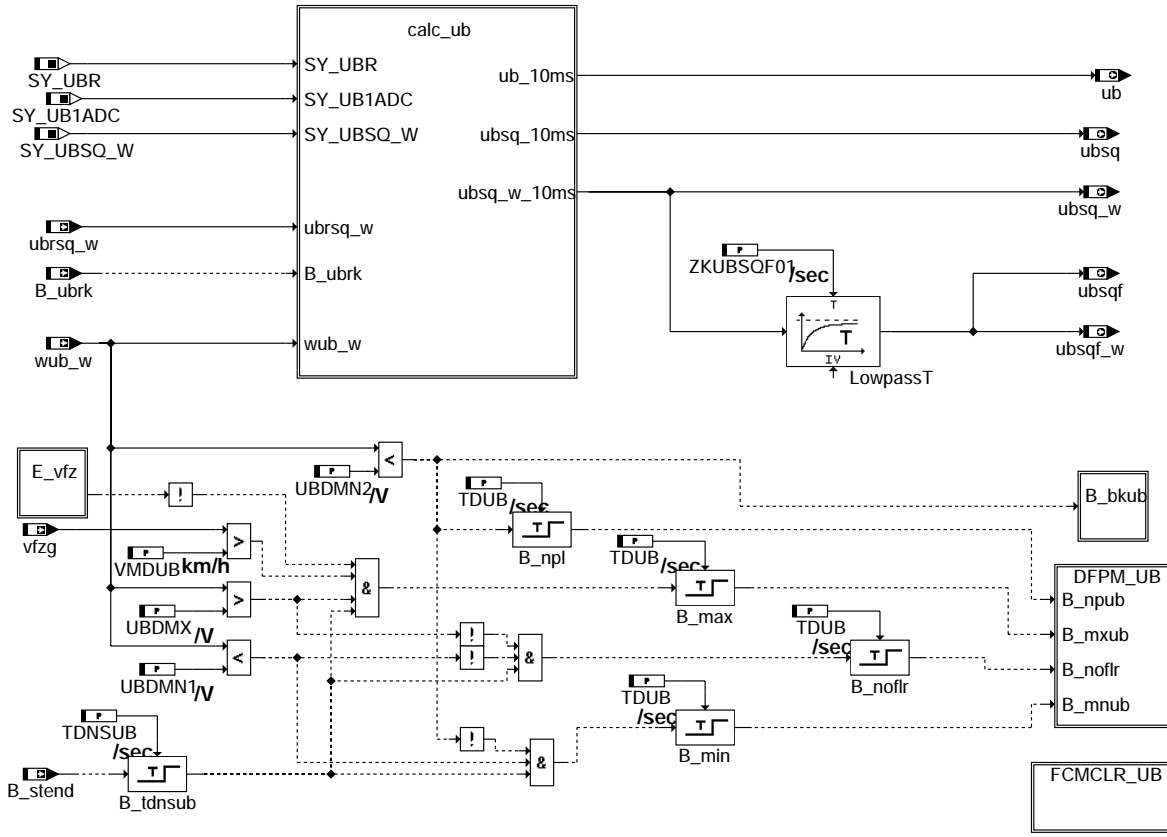 calc_ub
SY_UBR
SY_UBR
ub_10ms
ub
SY_UB1ADC
SY_UB1ADC
SY_UBSQ_W
SY_UBSQ_W
ubsq_10ms
ubsq
ubsq_w_10ms
ubsq_w
ubrsq_w
ubrsq_w
P
ZKUBSQF01
/sec
B_ubrk
B_ubrk
ubsqf
T
T
IV
LowpassT
wub_w
wub_w
ubsqf_w
E_vfz
<
P
UBDMN2
/V
P
TDUB
/sec
B_bkub
!
vfzg
>
T
B_npl
P
VMDUB
km/h
P
TDUB
/sec
&
DFPM_UB
B_npub
>
P
UBDMX
/V
T
B_max
P
TDUB
/sec
B_mxub
!
!
&
<
P
UBDMN1
/V
T
B_noflr
B_noflr
P
TDUB
/sec
B_mnub
P
TDNSUB
/sec
!
&
T
B_min
T
B_tdnsub
B_stend
FCMCLR_UB